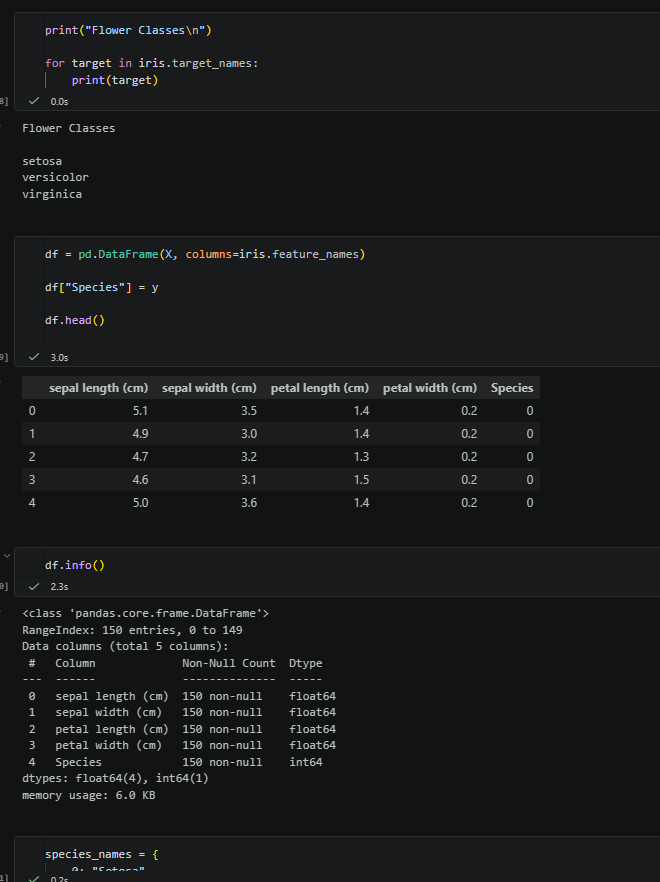 print("Flower Classes\n")
for target in iris.target_names:
print(target)
8]
0.0s
Flower Classes
setosa
versicolor
virginica
df = pd.DataFrame(X, columns=iris.feature_names)
df["Species"] = y
df.head()
9]
3.0s
sepal length (cm) sepal width (cm) petal length (cm) petal width (cm) Species
0 5.1 3.5 1.4 0.2 0
1 4.9 3.0 1.4 0.2 0
2 4.7 3.2 1.3 0.2 0
3 4.6 3.1 1.5 0.2 0
4 5.0 3.6 1.4 0.2 0
df.info()
0]
2.3s
<class 'pandas.core.frame.DataFrame'>
RangeIndex: 150 entries, 0 to 149
Data columns (total 5 columns):
# Column Non-Null Count Dtype
--- ------ -------------- -----
0 sepal length (cm) 150 non-null float64
1 sepal width (cm) 150 non-null float64
2 petal length (cm) 150 non-null float64
3 petal width (cm) 150 non-null float64
4 Species 150 non-null int64
dtypes: float64(4), int64(1)
memory usage: 6.0 KB
species_names = {
0: "Setosa"
1]
0.2s